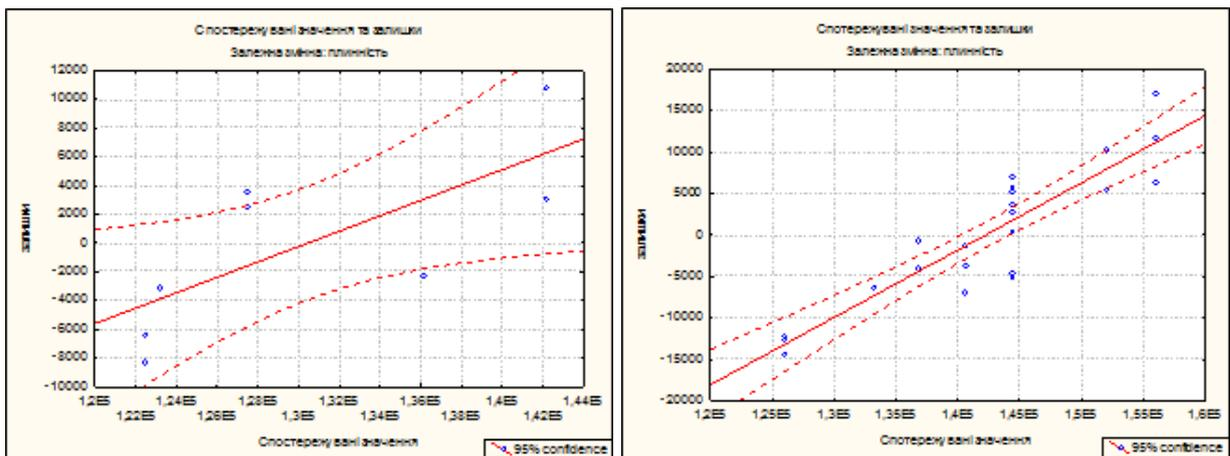 Спостережувані значення та залишки
Залежна змінна: плинність
12000
10000
8000
6000
4000
2000
0
-2000
-4000
-6000
-8000
-10000
залишки
1,2E5 1,24E5 1,28E5 1,32E5 1,36E5 1,4E5 1,44E5
1,22E5 1,26E5 1,3E5 1,34E5 1,38E5 1,42E5
Спостережувані значення
95% confidence
Спотережувані значення та залишки
Залежна змінна: плинність
20000
15000
10000
5000
0
-5000
-10000
-15000
-20000
залишки
1,2E5 1,25E5 1,3E5 1,35E5 1,4E5 1,45E5 1,5E5 1,55E5 1,6E5
Спотережувані значення
95% confidence